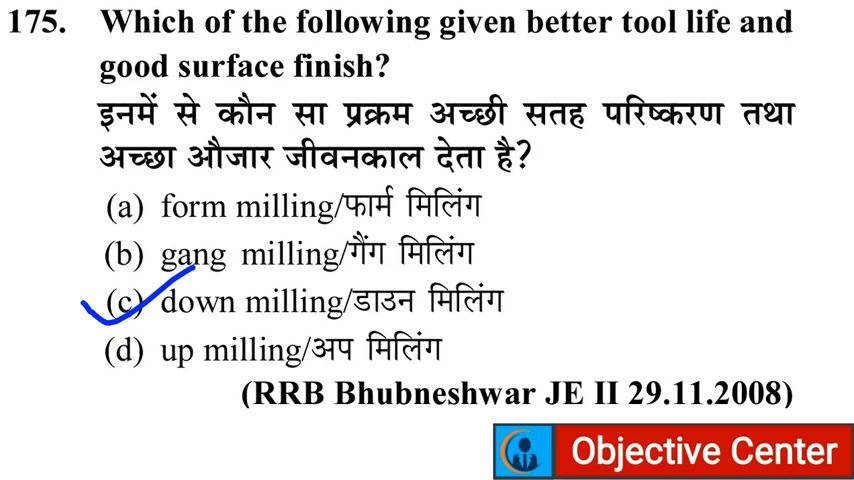 175. Which of the following given better tool life and
good surface finish?
इनमें से कौन सा प्रक्रम अच्छी सतह परिष्करण तथा
अच्छा औजार जीवनकाल देता है?
(a) form milling/फार्म मिलिंग
(b) gang milling/गैंग मिलिंग
(c) down milling/डाउन मिलिंग
(d) up milling/अप मिलिंग
(RRB Bhubneshwar JE II 29.11.2008)
Objective Center